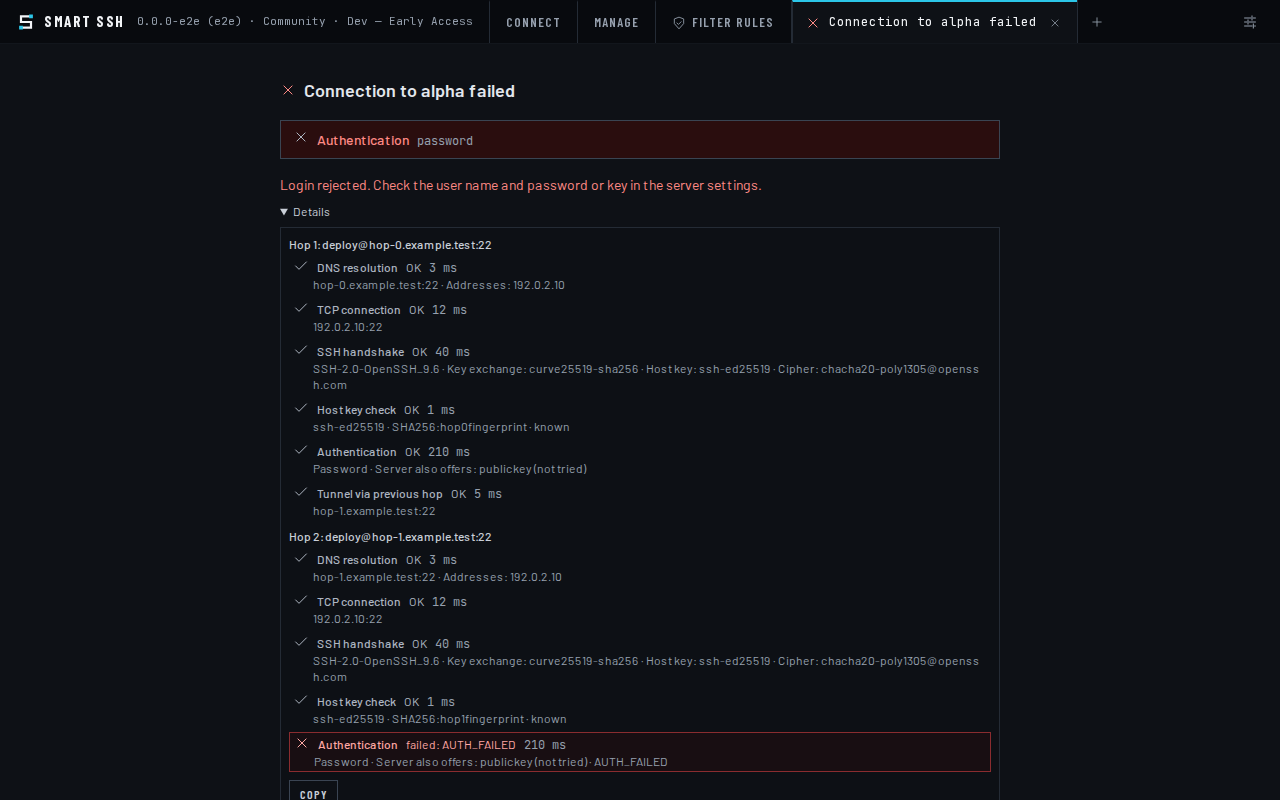 SMART SSH 0.0.0-e2e (e2e) · Community · Dev — Early Access CONNECT MANAGE FILTER RULES Connection to alpha failed
Connection to alpha failed
Authentication password
Login rejected. Check the user name and password or key in the server settings.
Details
Hop 1: deploy@hop-0.example.test:22
DNS resolution OK 3 ms
hop-0.example.test:22 · Addresses: 192.0.2.10
TCP connection OK 12 ms
192.0.2.10:22
SSH handshake OK 40 ms
SSH-2.0-OpenSSH_9.6 · Key exchange: curve25519-sha256 · Host key: ssh-ed25519 · Cipher: chacha20-poly1305@openss
h.com
Host key check OK 1 ms
ssh-ed25519 · SHA256:hop0fingerprint · known
Authentication OK 210 ms
Password · Server also offers: publickey (not tried)
Tunnel via previous hop OK 5 ms
hop-1.example.test:22
Hop 2: deploy@hop-1.example.test:22
DNS resolution OK 3 ms
hop-1.example.test:22 · Addresses: 192.0.2.10
TCP connection OK 12 ms
192.0.2.10:22
SSH handshake OK 40 ms
SSH-2.0-OpenSSH_9.6 · Key exchange: curve25519-sha256 · Host key: ssh-ed25519 · Cipher: chacha20-poly1305@openss
h.com
Host key check OK 1 ms
ssh-ed25519 · SHA256:hop1fingerprint · known
Authentication failed: AUTH_FAILED 210 ms
Password · Server also offers: publickey (not tried) · AUTH_FAILED
COPY